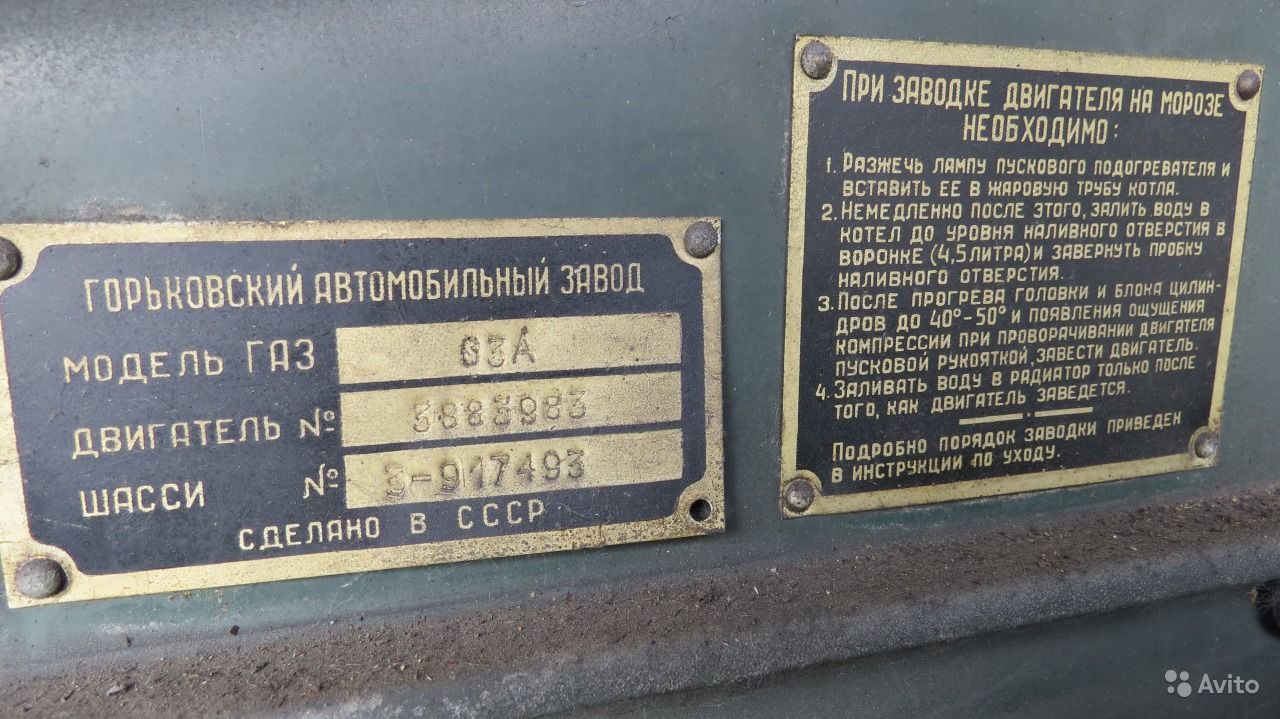 ГОРЬКОВСКИЙ АВТОМОБИЛЬНЫЙ ЗАВОД
МОДЕЛЬ ГАЗ 63А
ДВИГАТЕЛЬ № 3883983
ШАССИ № З-917493
СДЕЛАНО В СССР
ПРИ ЗАВОДКЕ ДВИГАТЕЛЯ НА МОРОЗЕ
НЕОБХОДИМО:
1. РАЗЖЕЧЬ ЛАМПУ ПУСКОВОГО ПОДОГРЕВАТЕЛЯ И
ВСТАВИТЬ ЕЕ В ЖАРОВУЮ ТРУБУ КОТЛА.
2. НЕМЕДЛЕННО ПОСЛЕ ЭТОГО, ЗАЛИТЬ ВОДУ В
КОТЕЛ ДО УРОВНЯ НАЛИВНОГО ОТВЕРСТИЯ В
ВОРОНКЕ (4,5 ЛИТРА) И ЗАВЕРНУТЬ ПРОБКУ
НАЛИВНОГО ОТВЕРСТИЯ.
3. ПОСЛЕ ПРОГРЕВА ГОЛОВКИ И БЛОКА ЦИЛИН-
ДРОВ ДО 40°-50° И ПОЯВЛЕНИЯ ОЩУЩЕНИЯ
КОМПРЕССИИ ПРИ ПРОВОРАЧИВАНИИ ДВИГАТЕЛЯ
ПУСКОВОЙ РУКОЯТКОЙ, ЗАВЕСТИ ДВИГАТЕЛЬ.
4. ЗАЛИВАТЬ ВОДУ В РАДИАТОР ТОЛЬКО ПОСЛЕ
ТОГО, КАК ДВИГАТЕЛЬ ЗАВЕДЕТСЯ.
ПОДРОБНО ПОРЯДОК ЗАВОДКИ ПРИВЕДЕН
В ИНСТРУКЦИИ ПО УХОДУ.
Avito